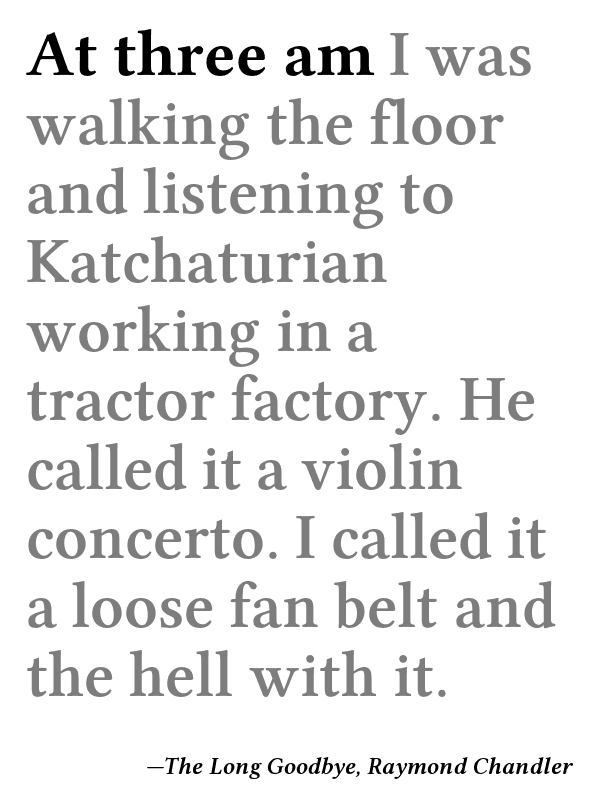 At three am I was
walking the floor
and listening to
Katchaturian
working in a
tractor factory. He
called it a violin
concerto. I called it
a loose fan belt and
the hell with it.
—The Long Goodbye, Raymond Chandler